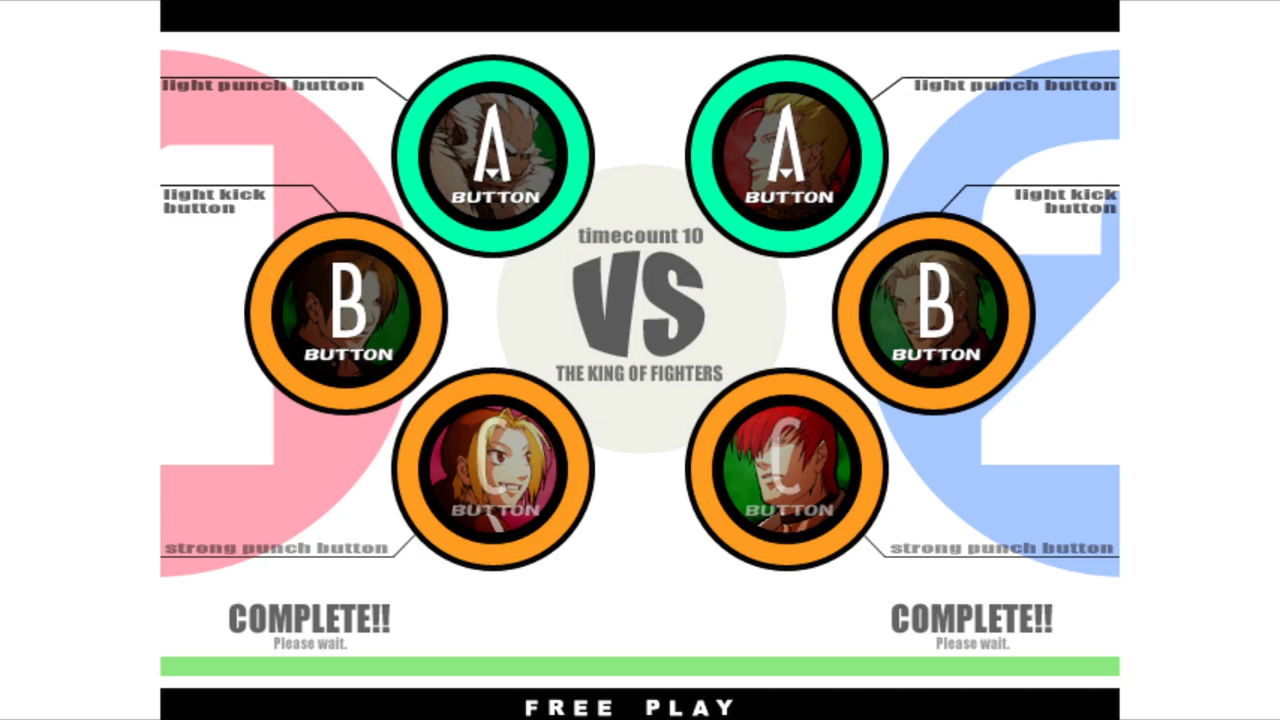 light punch button
light punch button
A
BUTTON
A
BUTTON
light kick
button
light kick
button
timecount 10
VS
THE KING OF FIGHTERS
B
BUTTON
B
BUTTON
C
BUTTON
C
BUTTON
strong punch button
strong punch button
COMPLETE!!
Please wait.
COMPLETE!!
Please wait.
FREE PLAY